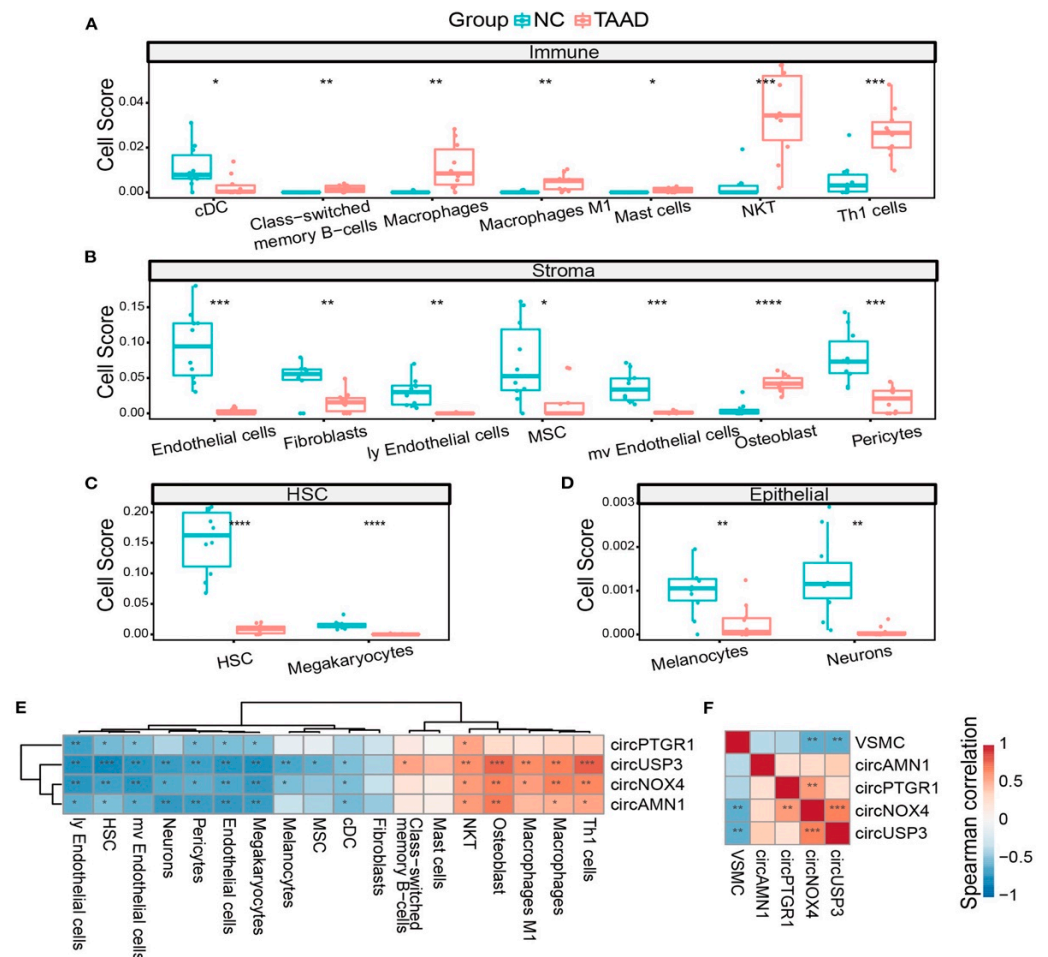 Group NC TAAD
A
Immune
Cell Score
0.04
0.02
0.00
* ** ** ** * *** ***
cDC
Class-switched
memory B-cells
Macrophages
Macrophages M1
Mast cells
NKT
Th1 cells
B
Stroma
Cell Score
0.15
0.10
0.05
0.00
*** ** ** * *** **** ***
Endothelial cells
Fibroblasts
ly Endothelial cells
MSC
mv Endothelial cells
Osteoblast
Pericytes
C
HSC
Cell Score
0.20
0.15
0.10
0.05
0.00
**** ****
HSC
Megakaryocytes
D
Epithelial
Cell Score
0.003
0.002
0.001
0.000
** **
Melanocytes
Neurons
E
circPTGR1
circUSP3
circNOX4
circAMN1
ly Endothelial cells
HSC
mv Endothelial cells
Neurons
Pericytes
Endothelial cells
Megakaryocytes
Melanocytes
MSC
cDC
Fibroblasts
Class-switched
memory B-cells
Mast cells
NKT
Osteoblast
Macrophages M1
Macrophages
Th1 cells
F
VSMC
circAMN1
circPTGR1
circNOX4
circUSP3
VSMC
circAMN1
circPTGR1
circNOX4
circUSP3
Spearman correlation
1
0.5
0
-0.5
-1